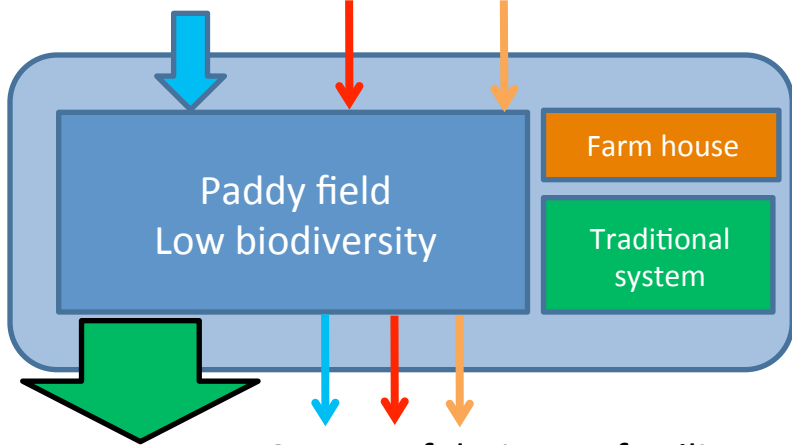 Paddy field
Low biodiversity
Farm house
Traditional
system